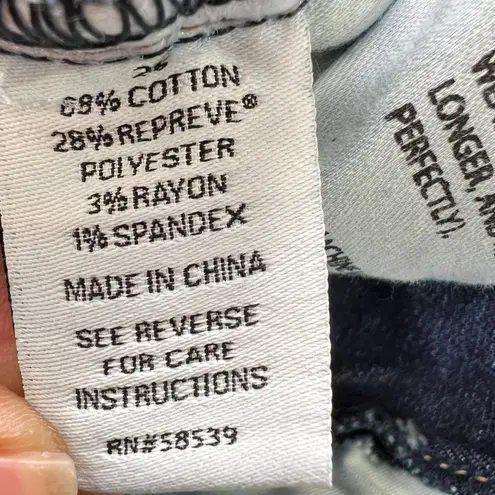 68% COTTON
28% REPREVE®
POLYESTER
3% RAYON
1% SPANDEX
MADE IN CHINA
SEE REVERSE
FOR CARE
INSTRUCTIONS
RN#58539
LONGER, AND
PERFECTLY).